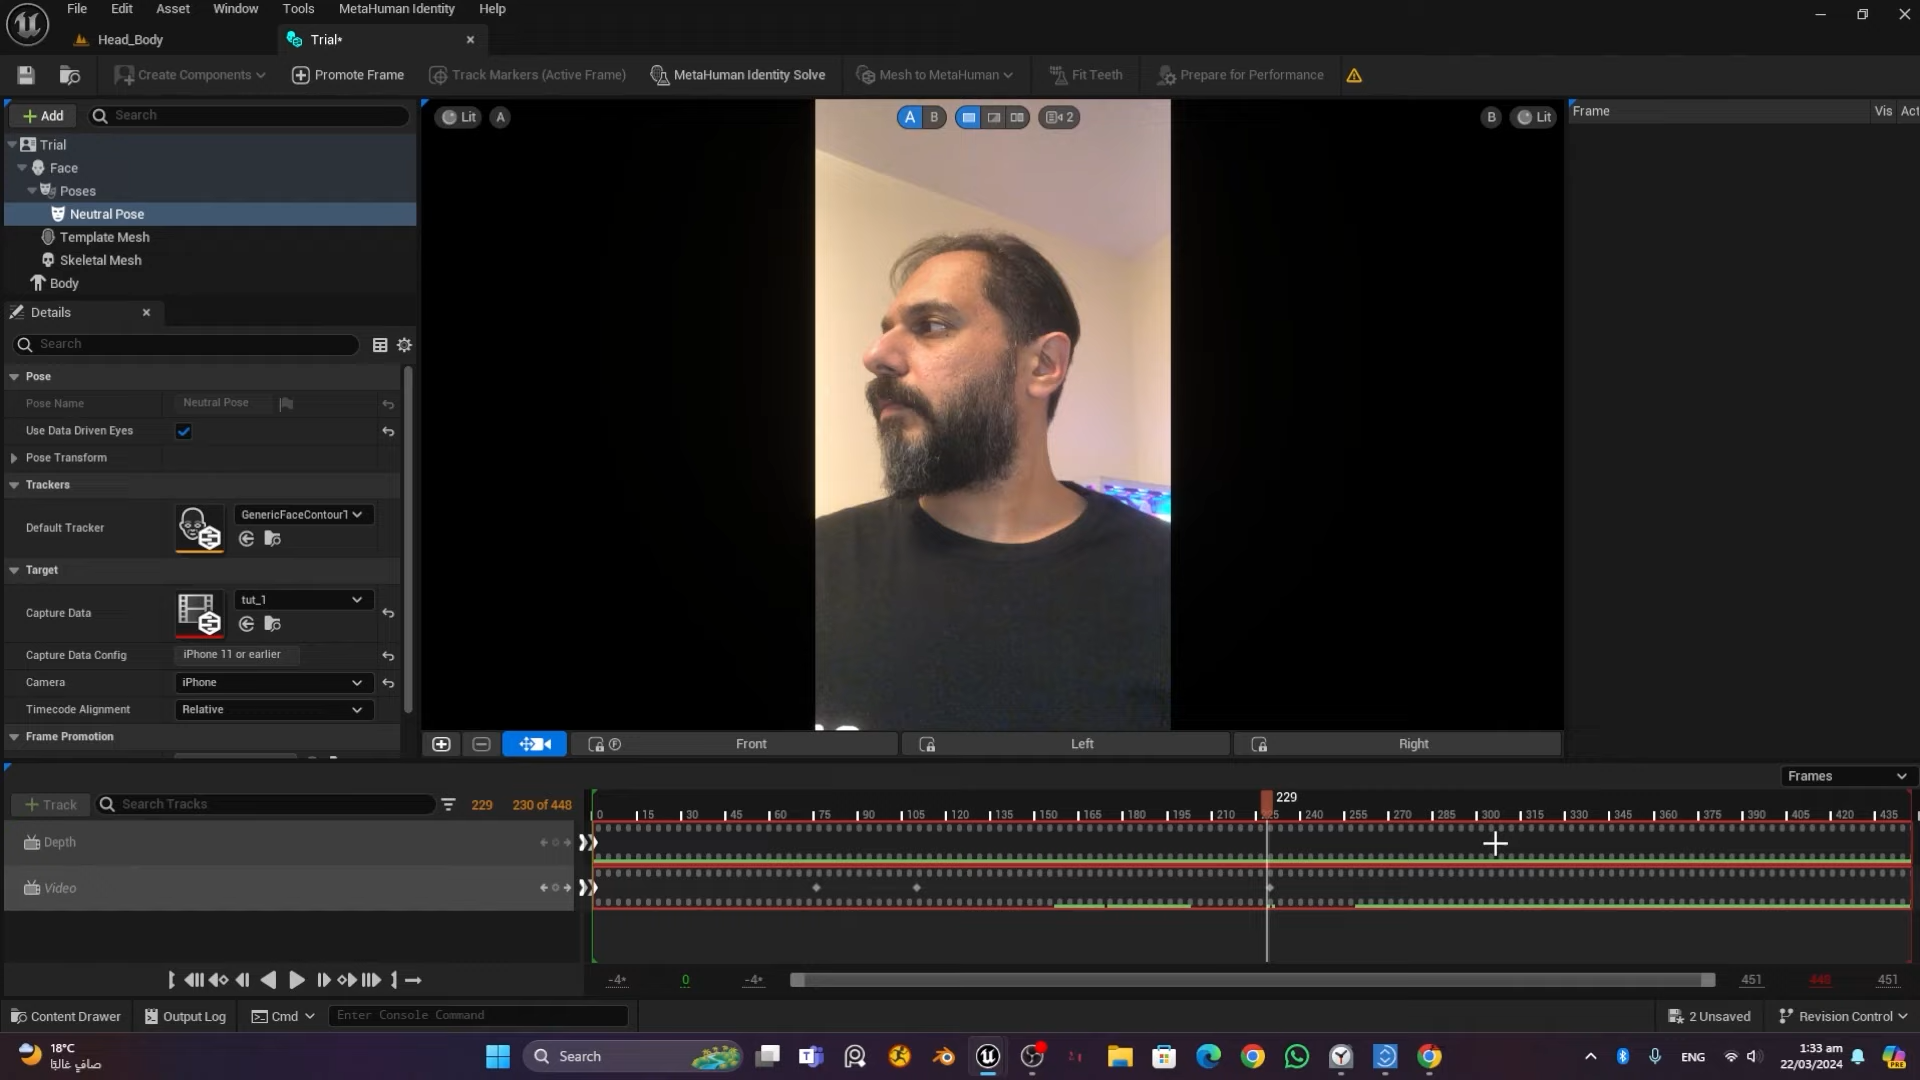 File Edit Asset Window Tools MetaHuman Identity Help
Head_Body Trial*
Create Components Promote Frame Track Markers (Active Frame) MetaHuman Identity Solve Mesh to MetaHuman Fit Teeth Prepare for Performance
Add Search
Lit A A B 2 B Lit
Frame Vis Act
Trial
Face
Poses
Neutral Pose
Template Mesh
Skeletal Mesh
Body
Details
Search
Pose
Pose Name Neutral Pose
Use Data Driven Eyes
Pose Transform
Trackers
Default Tracker GenericFaceContourT
Target
Capture Data tut_1
Capture Data Config iPhone 11 or earlier
Camera iPhone
Timecode Alignment Relative
Frame Promotion
F Front Left Right
Frames
Track Search Tracks 229 230 of 448
229
0 15 30 45 60 75 90 105 120 135 150 165 180 195 210 225 240 255 270 285 300 315 330 345 360 375 390 405 420 435
Depth
Video
-4* 0 -4* 451 448 451
Content Drawer Output Log Cmd Enter Console Command 2 Unsaved Revision Control
18°C
صافٍ غالبًا
Search
ENG
1:33 am
22/03/2024
PRE